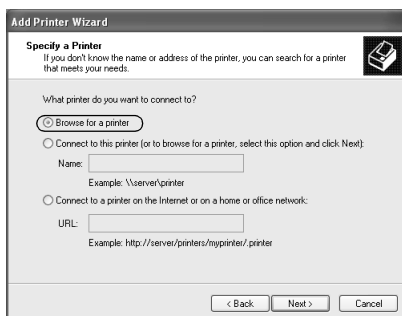 Add Printer Wizard
Specify a Printer
If you don't know the name or address of the printer, you can search for a printer
that meets your needs.
What printer do you want to connect to?
Browse for a printer
Connect to this printer (or to browse for a printer, select this option and click Next):
Name:
Example: \\server\printer
Connect to a printer on the Internet or on a home or office network:
URL:
Example: http://server/printers/myprinter/.printer
< Back Next > Cancel